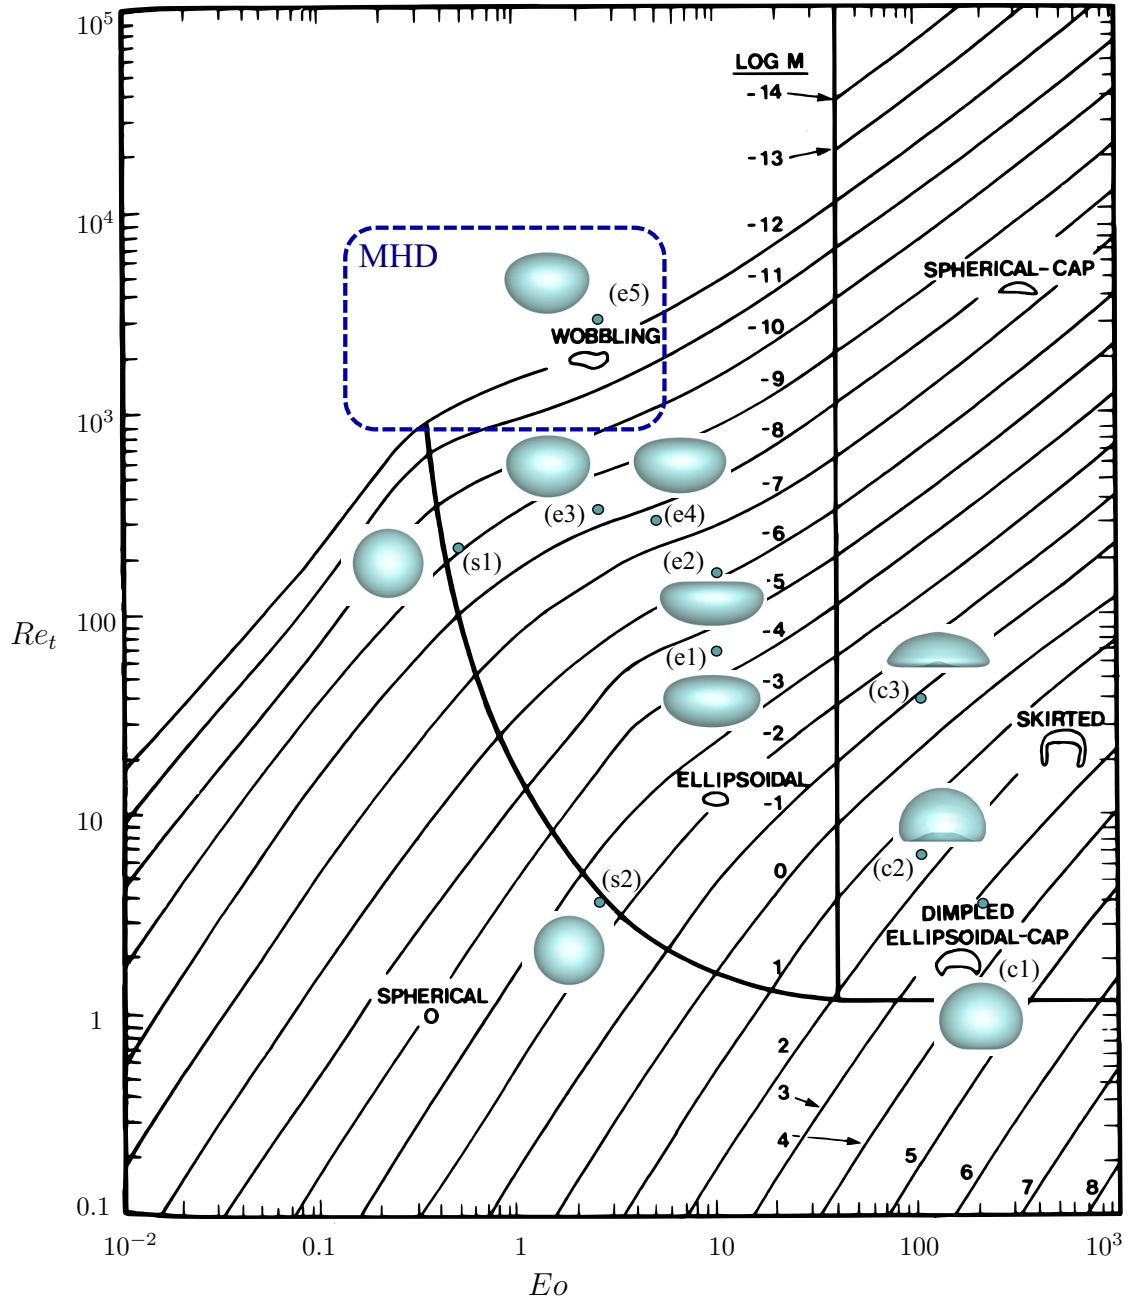 10^5
LOG M
-14
-13
10^4
-12
MHD
-11
SPHERICAL-CAP
(e5)
WOBBLING
-10
-9
10^3
-8
-7
(e3)
(e4)
-6
(s1)
(e2)
-5
100
Re_t
-4
(e1)
-3
(c3)
SKIRTED
-2
ELLIPSOIDAL
-1
10
0
(c2)
(s2)
DIMPLED
ELLIPSOIDAL-CAP
1
(c1)
SPHERICAL
1
2
3
4
5
6
7
8
0.1
10^-2
0.1
1
10
100
10^3
Eo